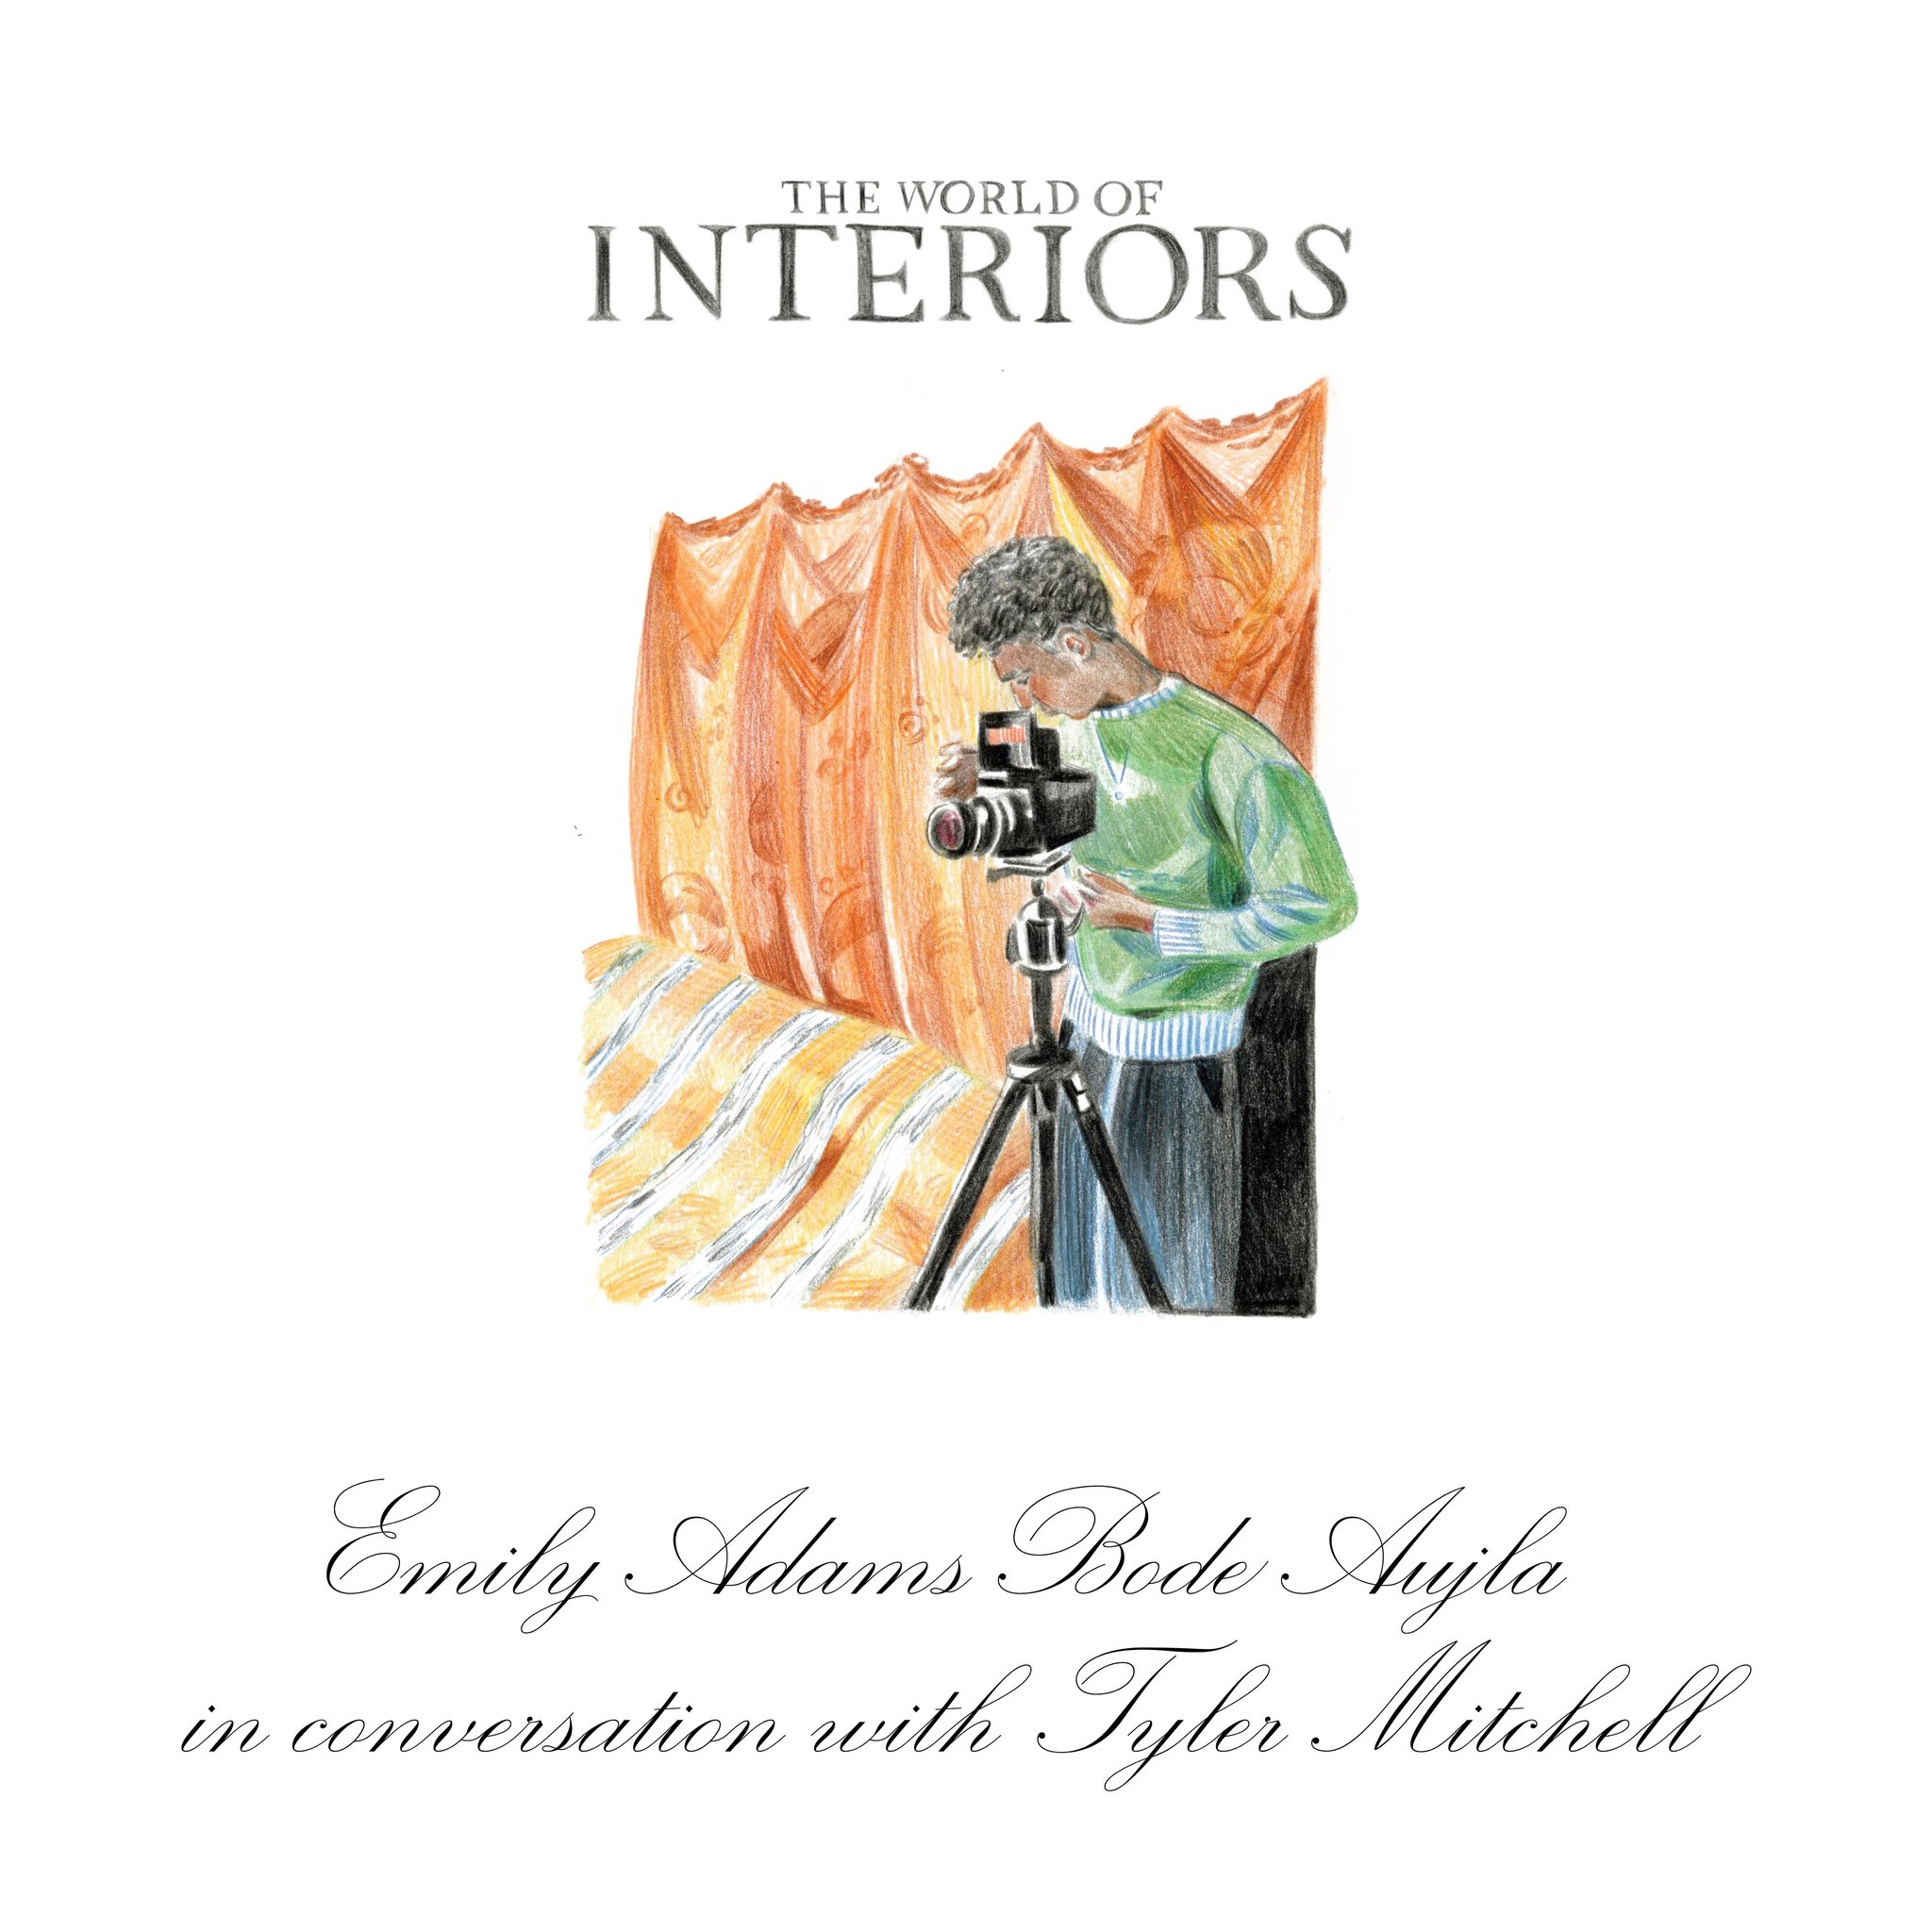 THE WORLD OF
INTERIORS
Emily Adams Bode Aujla
in conversation with Tyler Mitchell